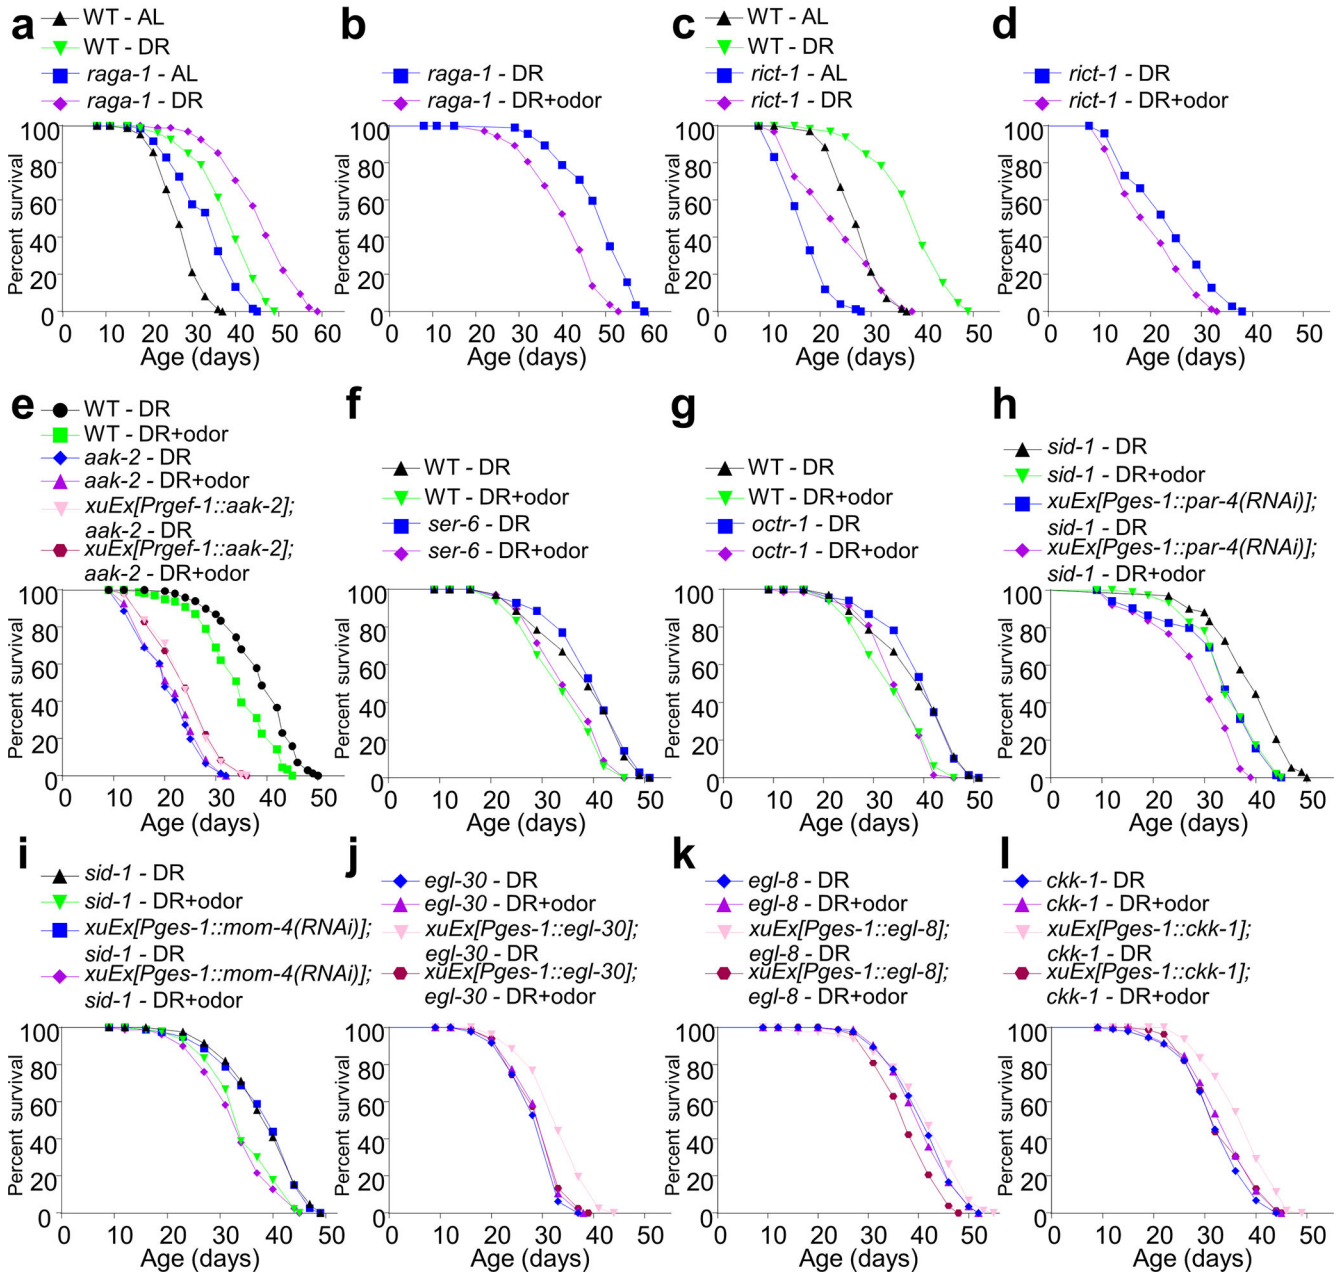 a
WT - AL
WT - DR
raga-1 - AL
raga-1 - DR
100
80
60
40
20
0
Percent survival
0 10 20 30 40 50 60
Age (days)
b
raga-1 - DR
raga-1 - DR+odor
100
80
60
40
20
0
Percent survival
0 10 20 30 40 50 60
Age (days)
c
WT - AL
WT - DR
rict-1 - AL
rict-1 - DR
100
80
60
40
20
0
Percent survival
0 10 20 30 40 50
Age (days)
d
rict-1 - DR
rict-1 - DR+odor
100
80
60
40
20
0
Percent survival
0 10 20 30 40 50
Age (days)
e
WT - DR
WT - DR+odor
aak-2 - DR
aak-2 - DR+odor
xuEx[Prgef-1::aak-2];
aak-2 - DR
xuEx[Prgef-1::aak-2];
aak-2 - DR+odor
100
80
60
40
20
0
Percent survival
0 10 20 30 40 50
Age (days)
f
WT - DR
WT - DR+odor
ser-6 - DR
ser-6 - DR+odor
100
80
60
40
20
0
Percent survival
0 10 20 30 40 50
Age (days)
g
WT - DR
WT - DR+odor
octr-1 - DR
octr-1 - DR+odor
100
80
60
40
20
0
Percent survival
0 10 20 30 40 50
Age (days)
h
sid-1 - DR
sid-1 - DR+odor
xuEx[Pges-1::par-4(RNAi)];
sid-1 - DR
xuEx[Pges-1::par-4(RNAi)];
sid-1 - DR+odor
100
80
60
40
20
0
Percent survival
0 10 20 30 40 50
Age (days)
i
sid-1 - DR
sid-1 - DR+odor
xuEx[Pges-1::mom-4(RNAi)];
sid-1 - DR
xuEx[Pges-1::mom-4(RNAi)];
sid-1 - DR+odor
100
80
60
40
20
0
Percent survival
0 10 20 30 40 50
Age (days)
j
egl-30 - DR
egl-30 - DR+odor
xuEx[Pges-1::egl-30];
egl-30 - DR
xuEx[Pges-1::egl-30];
egl-30 - DR+odor
100
80
60
40
20
0
Percent survival
0 10 20 30 40 50
Age (days)
k
egl-8 - DR
egl-8 - DR+odor
xuEx[Pges-1::egl-8];
egl-8 - DR
xuEx[Pges-1::egl-8];
egl-8 - DR+odor
100
80
60
40
20
0
Percent survival
0 10 20 30 40 50
Age (days)
l
ckk-1- DR
ckk-1 - DR+odor
xuEx[Pges-1::ckk-1];
ckk-1 - DR
xuEx[Pges-1::ckk-1];
ckk-1 - DR+odor
100
80
60
40
20
0
Percent survival
0 10 20 30 40 50
Age (days)